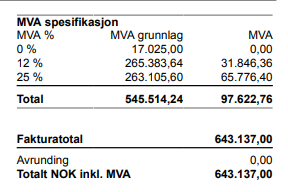 MVA spesifikasjon
MVA % MVA grunnlag MVA
0 % 17.025,00 0,00
12 % 265.383,64 31.846,36
25 % 263.105,60 65.776,40
Total 545.514,24 97.622,76
Fakturatotal 643.137,00
Avrunding 0,00
Totalt NOK inkl. MVA 643.137,00